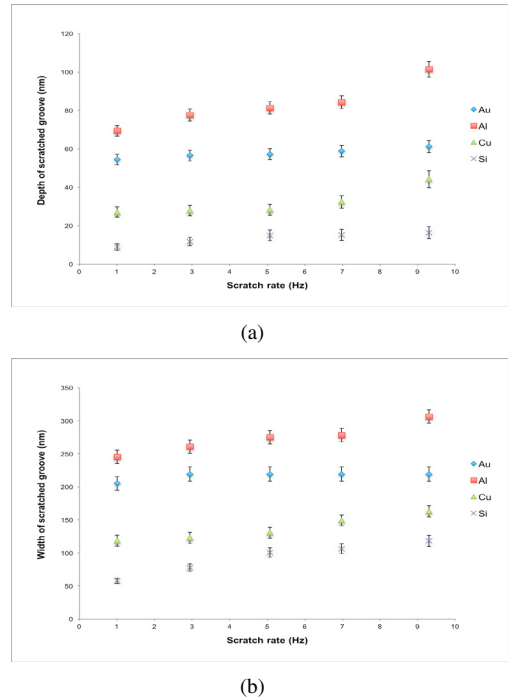 120
100
80
60
40
20
0
0 1 2 3 4 5 6 7 8 9 10
Depth of scratched groove (nm)
Scratch rate (Hz)
Au
Al
Cu
Si
(a)
350
300
250
200
150
100
50
0
0 1 2 3 4 5 6 7 8 9 10
Width of scratched groove (nm)
Scratch rate (Hz)
Au
Al
Cu
Si
(b)